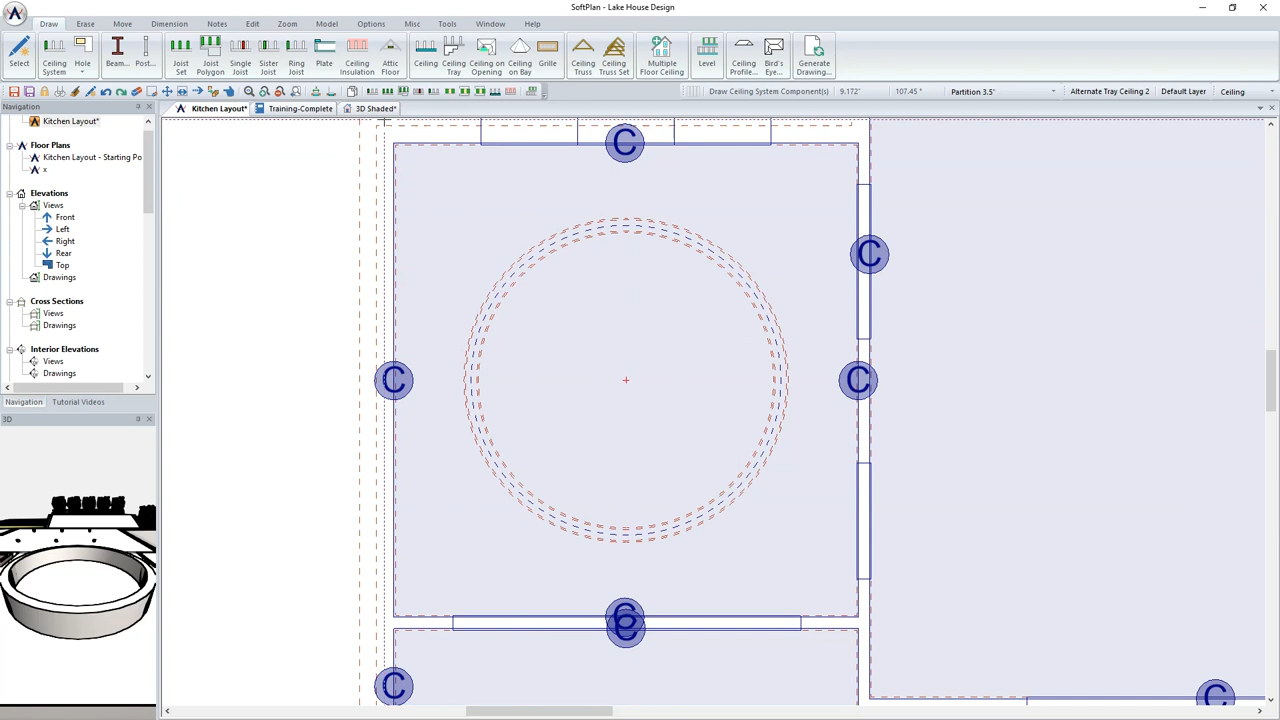 SoftPlan - Lake House Design
Draw Erase Move Dimension Notes Edit Zoom Model Options Misc Tools Window Help
Select Ceiling System Hole Beam... Post... Joist Set Joist Polygon Single Joist Sister Joist Ring Joist Plate Ceiling Insulation Attic Floor Ceiling Ceiling Tray Ceiling on Opening Ceiling on Bay Grille Ceiling Truss Ceiling Truss Set Multiple Floor Ceiling Level Ceiling Profile... Bird's Eye... Generate Drawing...
Draw Ceiling System Component(s) 9.172' 107.45 ° Partition 3.5" Alternate Tray Ceiling 2 Default Layer Ceiling
Navigation
Kitchen Layout* Training-Complete 3D Shaded*
Kitchen Layout*
Floor Plans
Kitchen Layout - Starting Po
x
Elevations
Views
Front
Left
Right
Rear
Top
Drawings
Cross Sections
Views
Drawings
Interior Elevations
Views
Drawings
Navigation Tutorial Videos
3D
C
C
C
C
C
C
C
C